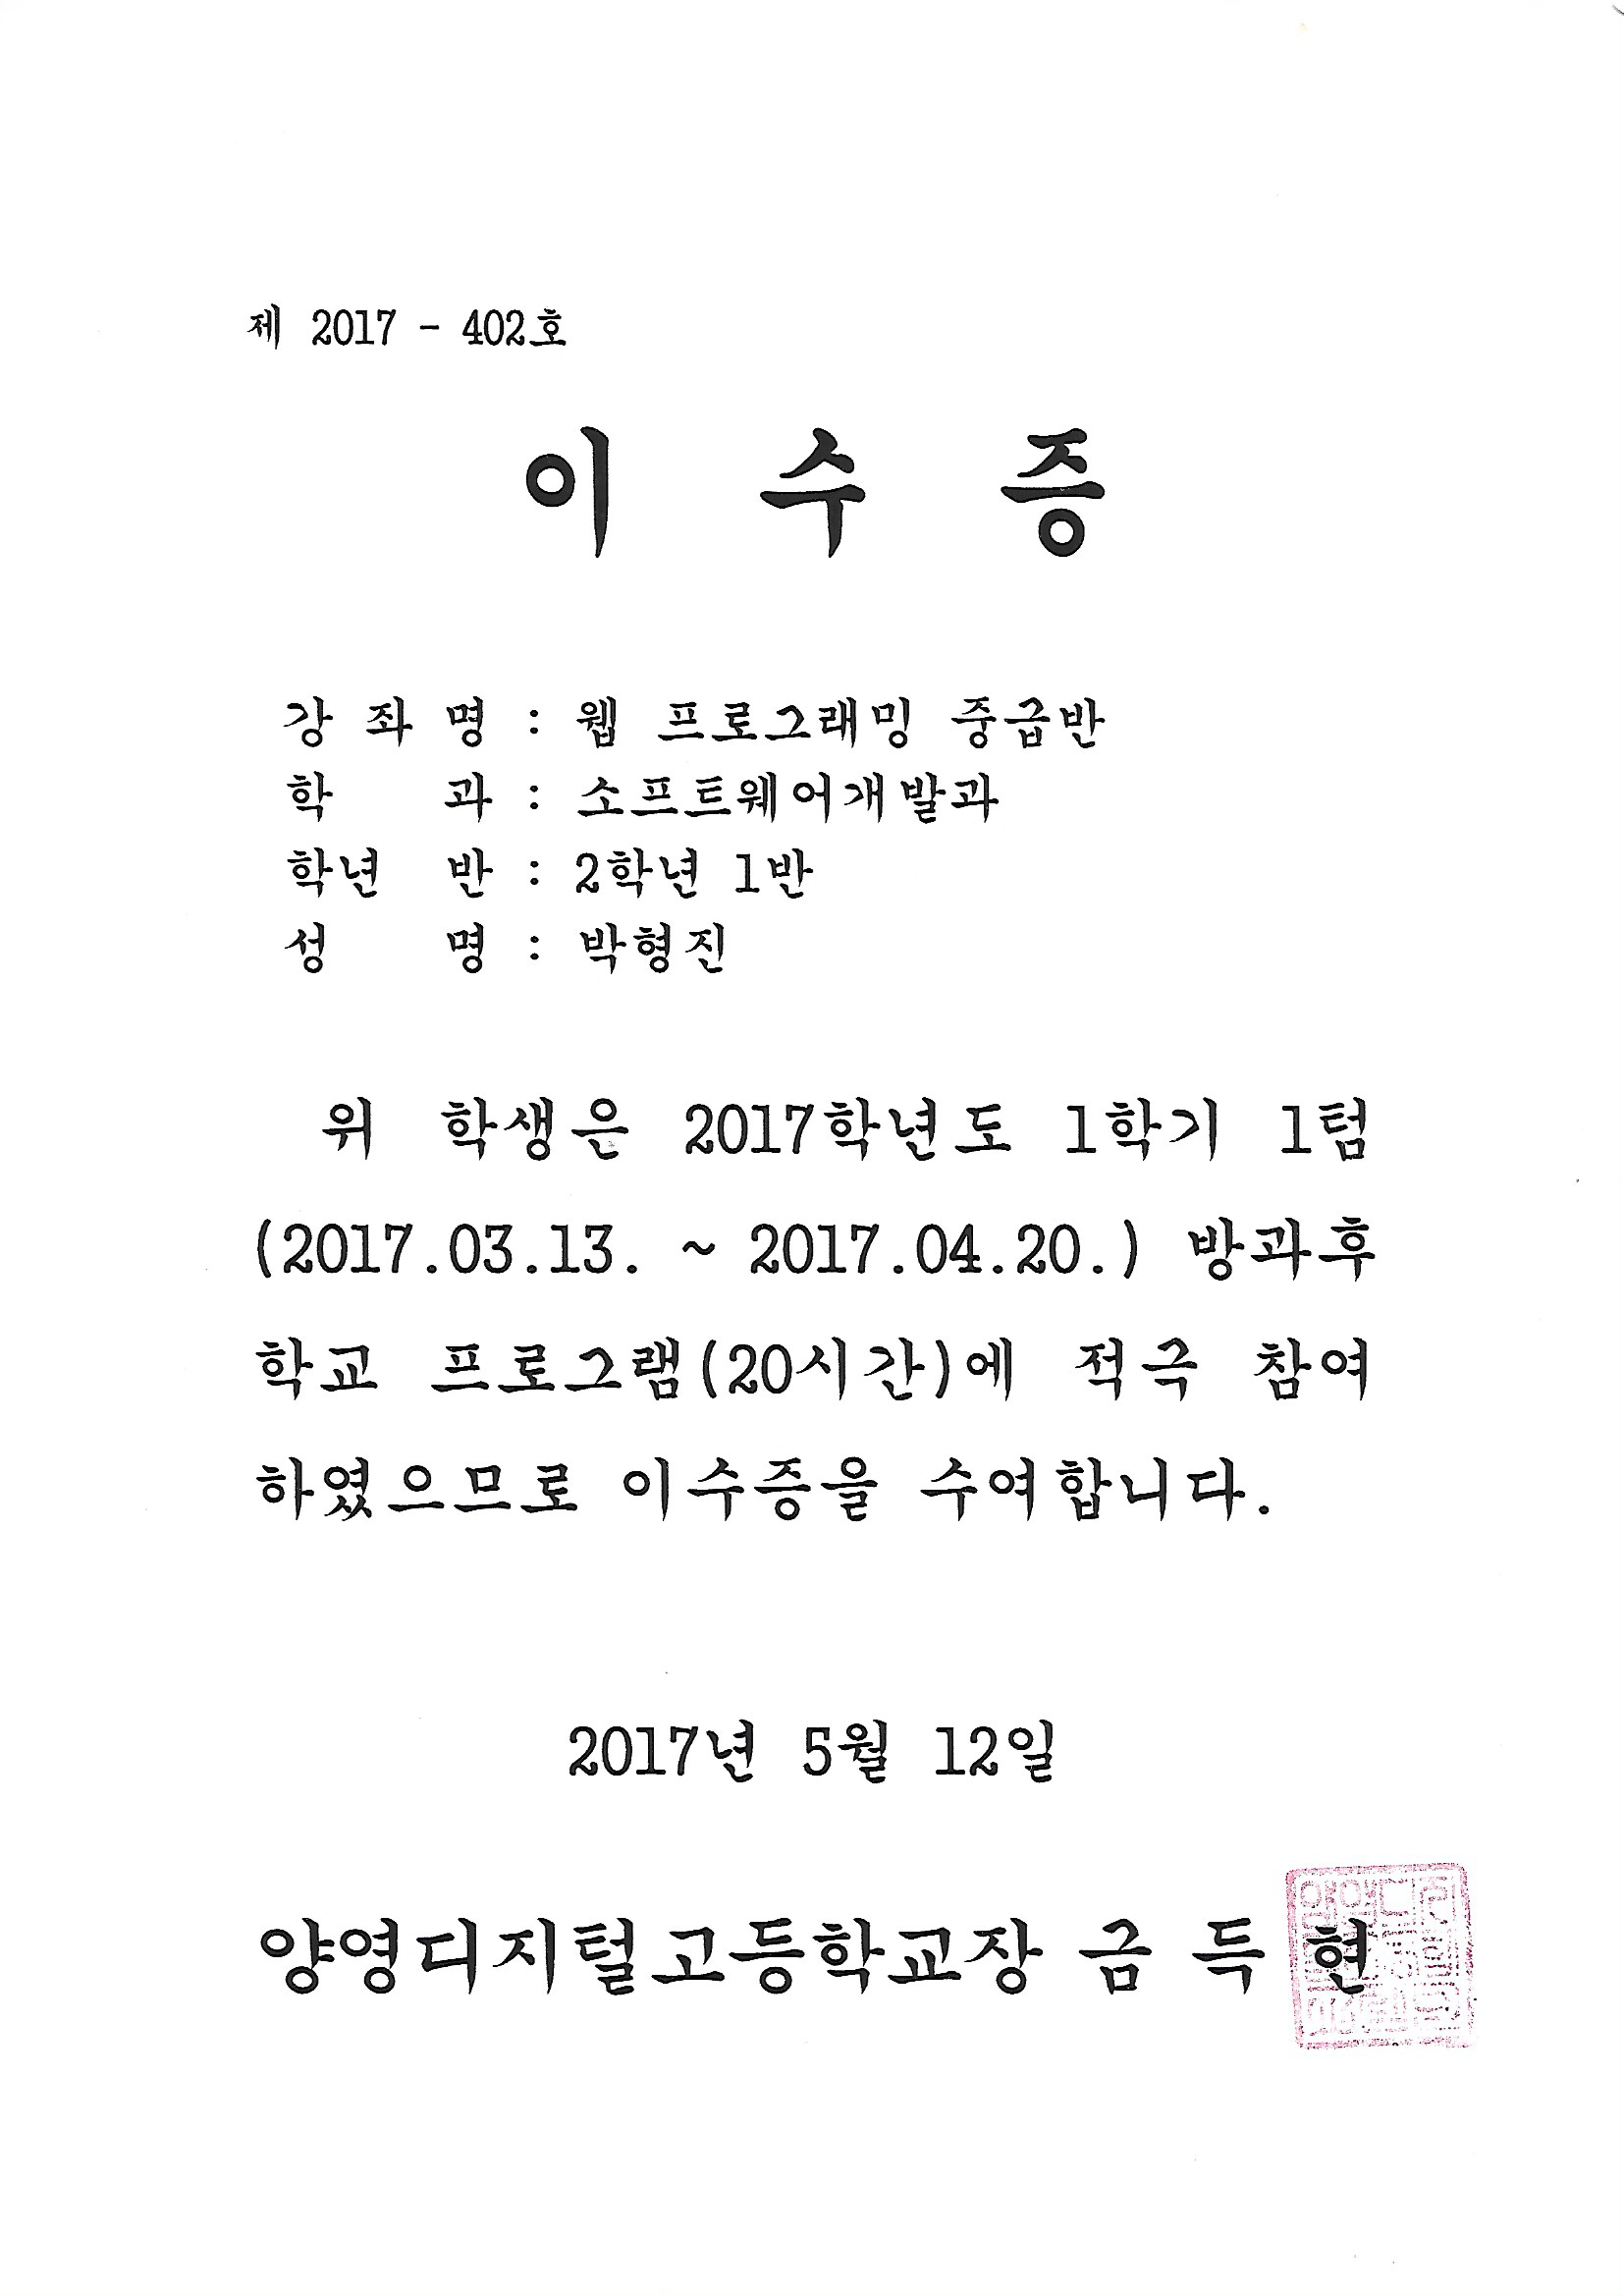 제 2017 - 402호
이 수 증
강 좌 명 : 웹 프로그래밍 중급반
학 과 : 소프트웨어개발과
학년 반 : 2학년 1반
성 명 : 박형진
위 학생은 2017학년도 1학기 1텀
(2017.03.13. ~ 2017.04.20.) 방과후
학교 프로그램(20시간)에 적극 참여
하였으므로 이수증을 수여합니다.
2017년 5월 12일
양영디지털고등학교장 금 득 현